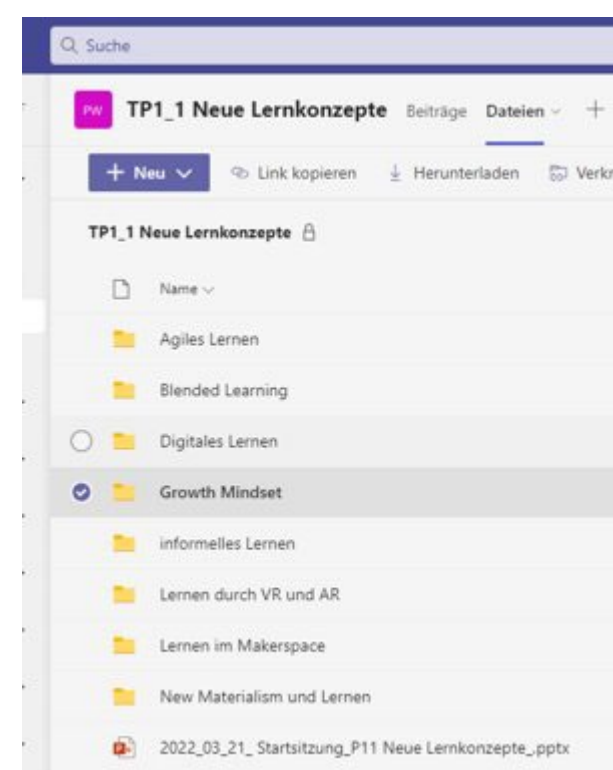 Suche
PW TP1_1 Neue Lernkonzepte Beiträge Dateien
+ Neu Link kopieren Herunterladen
TP1_1 Neue Lernkonzepte
Name
Agiles Lernen
Blended Learning
Digitales Lernen
Growth Mindset
informelles Lernen
Lernen durch VR und AR
Lernen im Makerspace
New Materialism und Lernen
2022_03_21_ Startsitzung_P11 Neue Lernkonzepte_.pptx